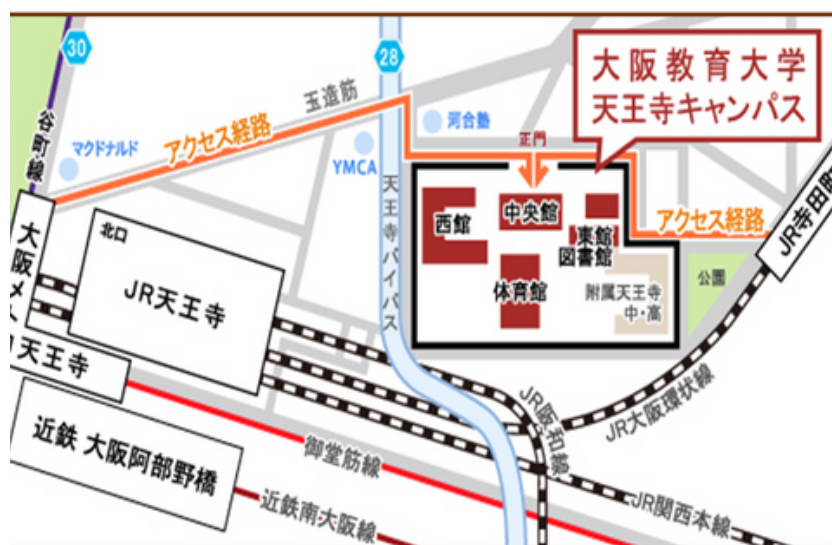 30
28
大阪教育大学
天王寺キャンパス
玉造筋
谷町線
マクドナルド
アクセス経路
YMCA
河合塾
正門
天王寺バイパス
西館
中央館
東館
図書館
体育館
附属天王寺
中・高
アクセス経路
公園
JR寺田町
北口
JR天王寺
大阪メトロ天王寺
近鉄 大阪阿部野橋
御堂筋線
近鉄南大阪線
JR阪和線
JR大阪環状線
JR関西本線